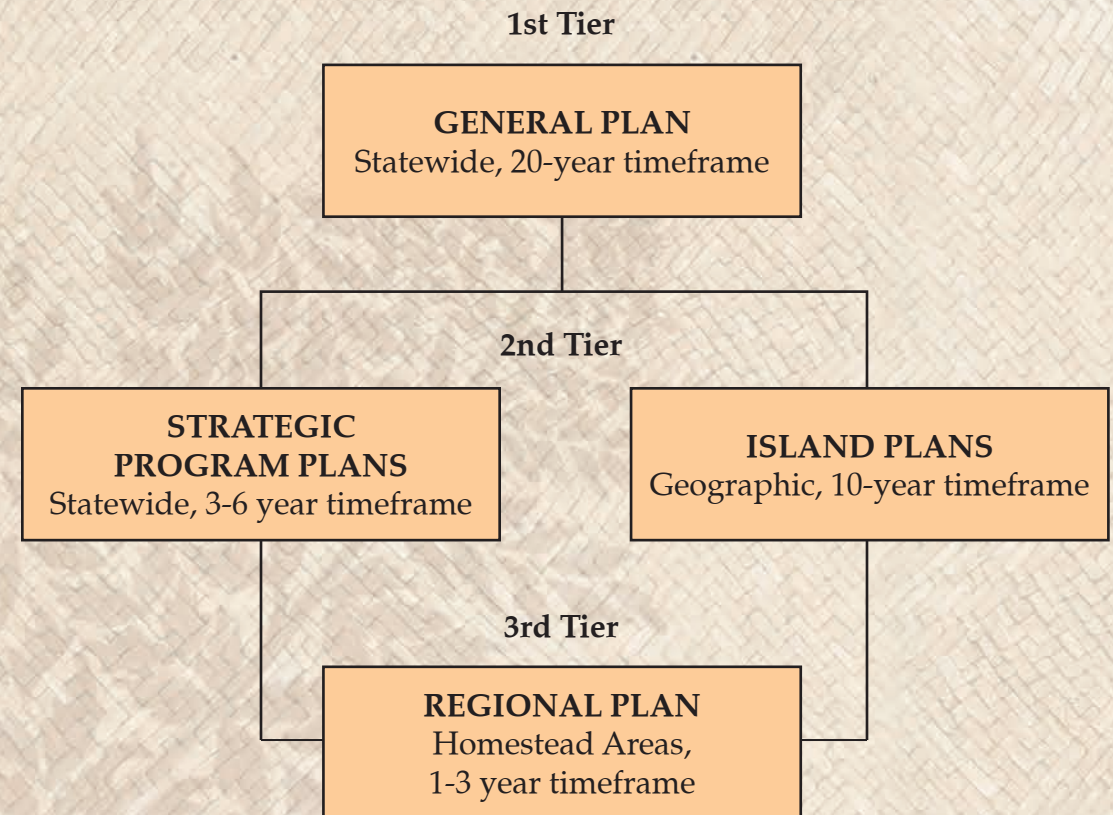 1st Tier
GENERAL PLAN
Statewide, 20-year timeframe
2nd Tier
STRATEGIC
PROGRAM PLANS
Statewide, 3-6 year timeframe
ISLAND PLANS
Geographic, 10-year timeframe
3rd Tier
REGIONAL PLAN
Homestead Areas,
1-3 year timeframe